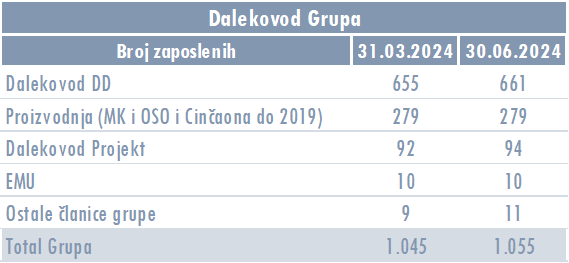 Dalekovod Grupa
Broj zaposlenih 31.03.2024 30.06.2024
Dalekovod DD 655 661
Proizvodnja (MK i OSO i Cinčaona do 2019) 279 279
Dalekovod Projekt 92 94
EMU 10 10
Ostale članice grupe 9 11
Total Grupa 1.045 1.055